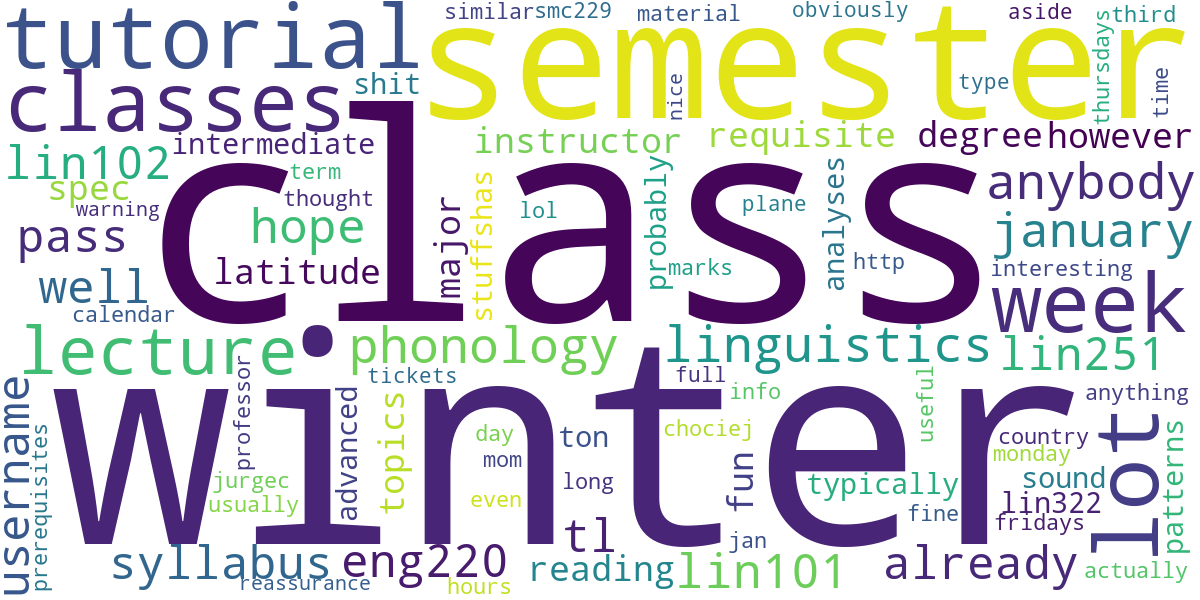 tutorial
similar
smc229
material
obviously
aside
third
semester
classes
shit
nice
type
thursdays
time
intermediate
instructor
requisite
degree
however
lin102
spec
term
thought
warning
class
stuffshas
lol
probably
plane
analyses
anybody
pass
hope
latitude
major
marks
http
january
well
calendar
interesting
week
lecture
phonology
linguistics
lin251
username
prerequisites
professor
tickets
full
info
useful
anything
winter
advanced
topics
day
mom
ton
chociej
country
monday
lot
patterns
jurgec
usually
even
long
fun
typically
sound
lin322
fridays
fine
tl
jan
syllabus
eng220
reading
lin101
already
actually
reassurance
hours